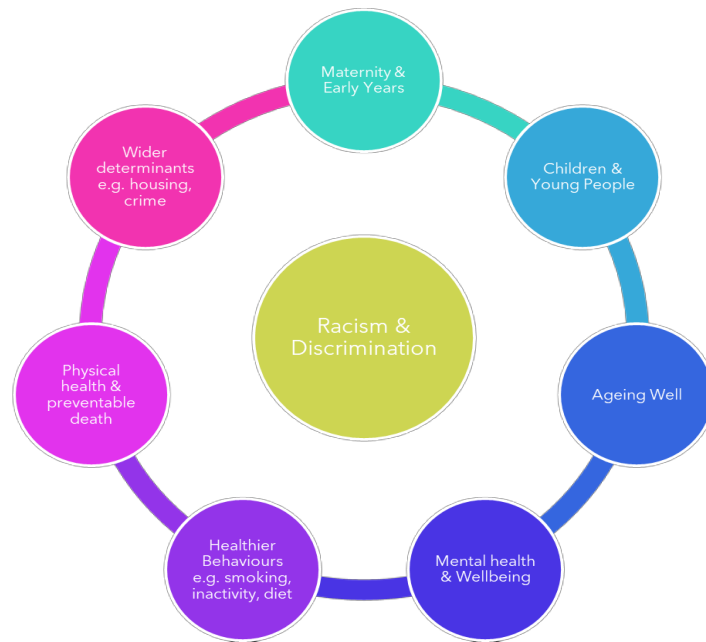 Maternity &
Early Years
Children &
Young People
Ageing Well
Mental health
& Wellbeing
Healthier
Behaviours
e.g. smoking,
inactivity, diet
Physical
health &
preventable
death
Wider
determinants
e.g. housing,
crime
Racism &
Discrimination